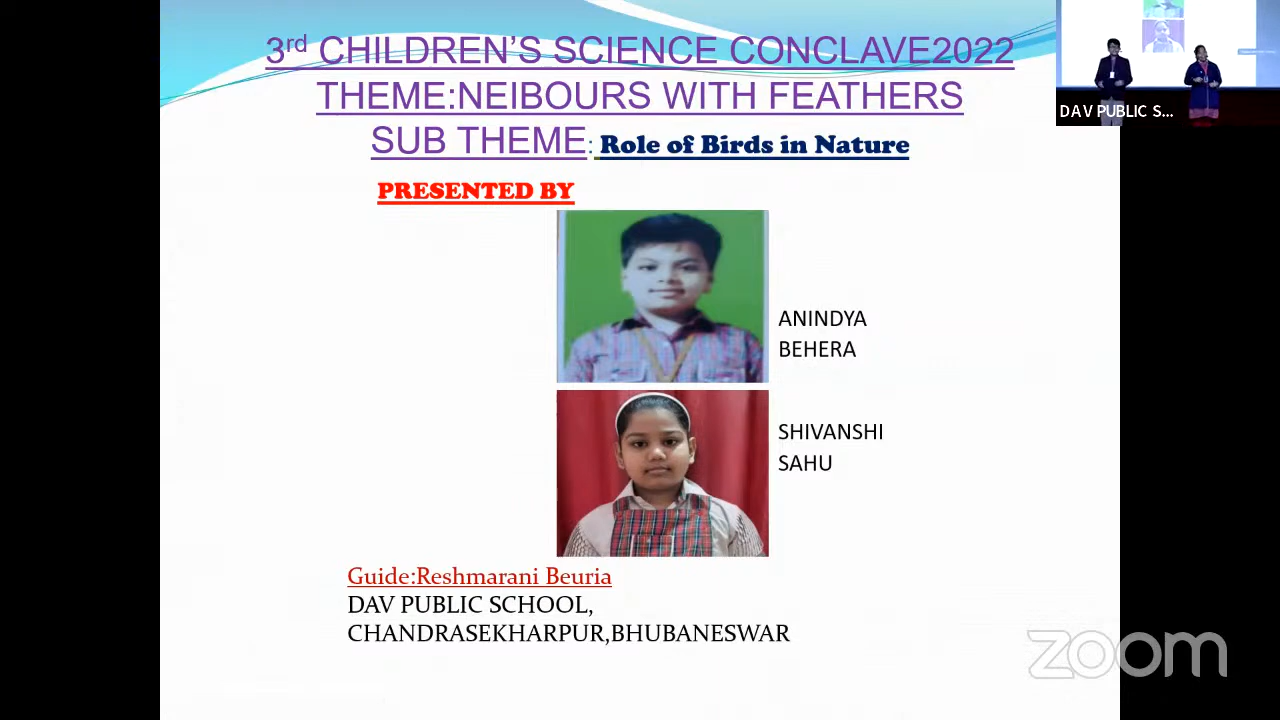 3rd CHILDREN'S SCIENCE CONCLAVE2022
THEME:NEIBOURS WITH FEATHERS
SUB THEME: Role of Birds in Nature
PRESENTED BY
ANINDYA
BEHERA
SHIVANSHI
SAHU
Guide:Reshmarani Beuria
DAV PUBLIC SCHOOL,
CHANDRASEKHARPUR,BHUBANESWAR
DAV PUBLIC S...
zoom